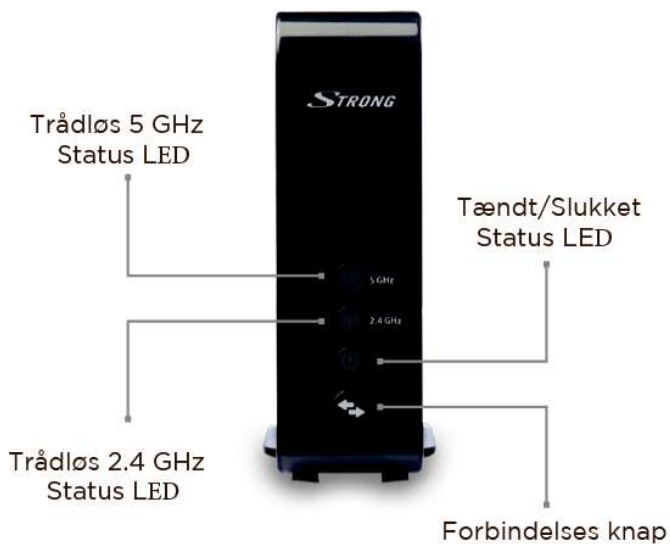 STRONG
Trådløs 5 GHz
Status LED
Tændt/Slukket
Status LED
5 GHz
2.4 GHz
Trådløs 2.4 GHz
Status LED
Forbindelses knap